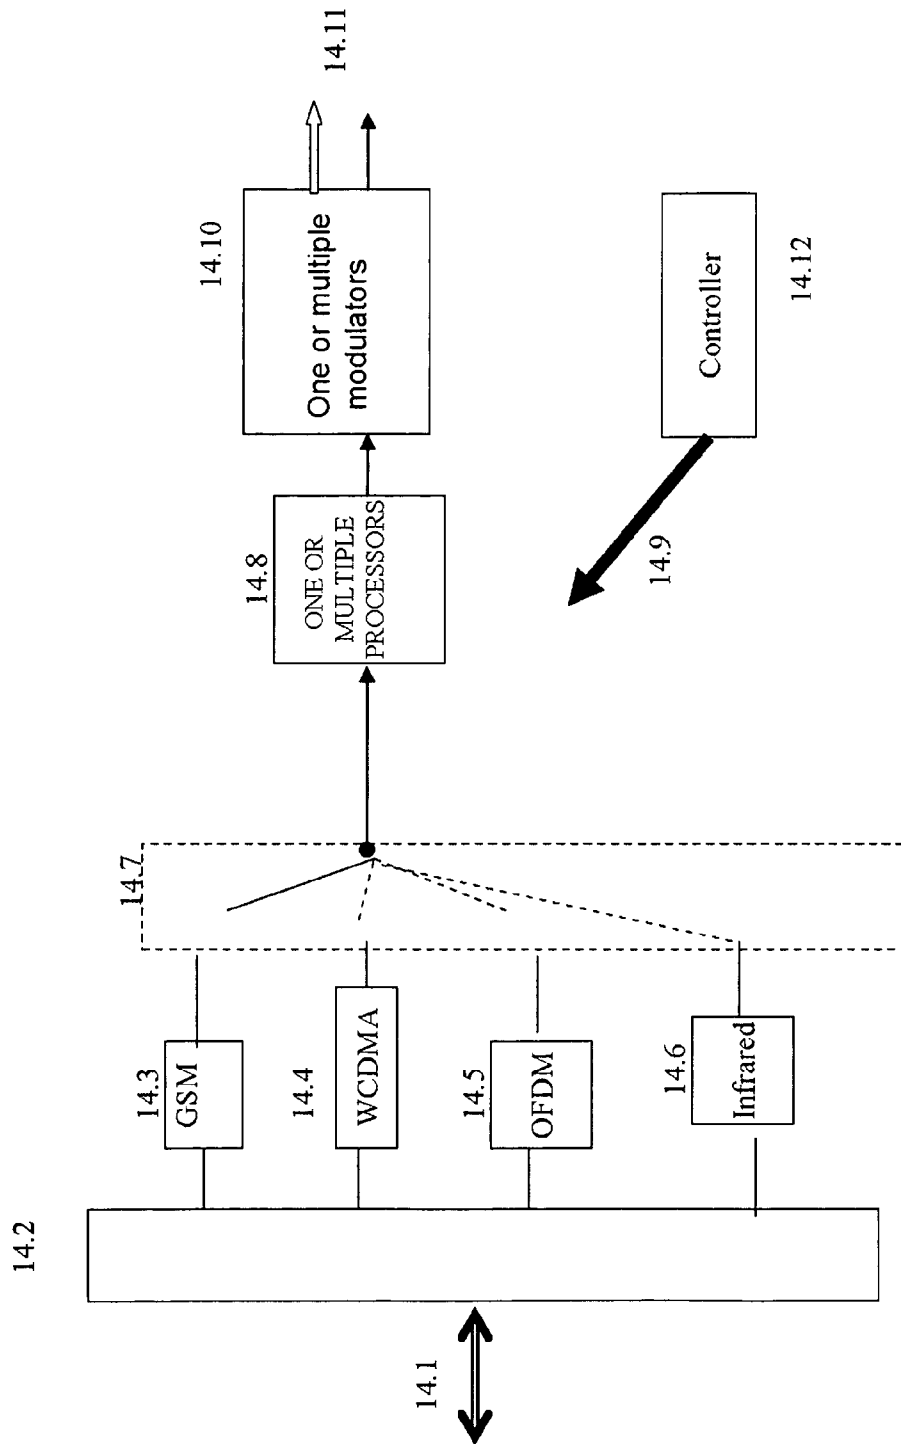 14.1
14.2
14.3
GSM
14.4
WCDMA
14.5
OFDM
14.6
Infrared
14.7
14.8
ONE OR
MULTIPLE
PROCESSORS
14.9
14.10
One or multiple
modulators
14.11
Controller
14.12